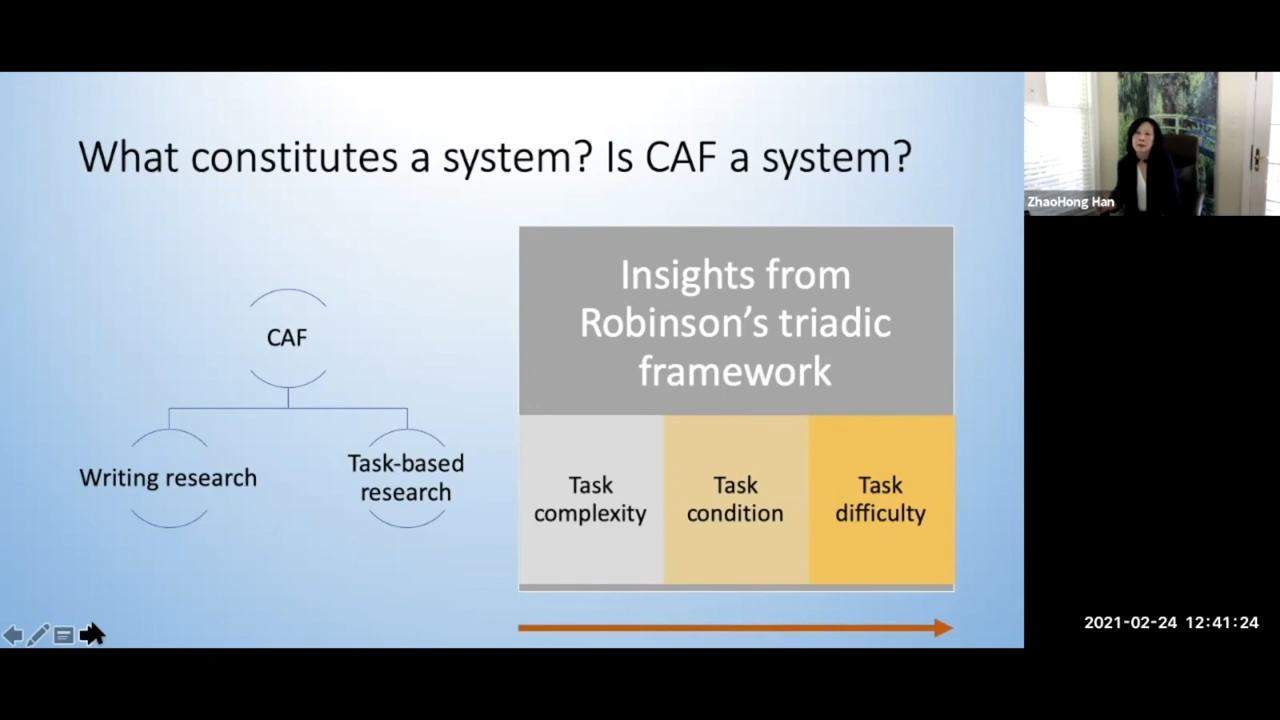 What constitutes a system? Is CAF a system?
ZhaoHong Han
CAF
Writing research
Task-based
research
Insights from
Robinson's triadic
framework
Task
complexity
Task
condition
Task
difficulty
2021-02-24 12:41:24